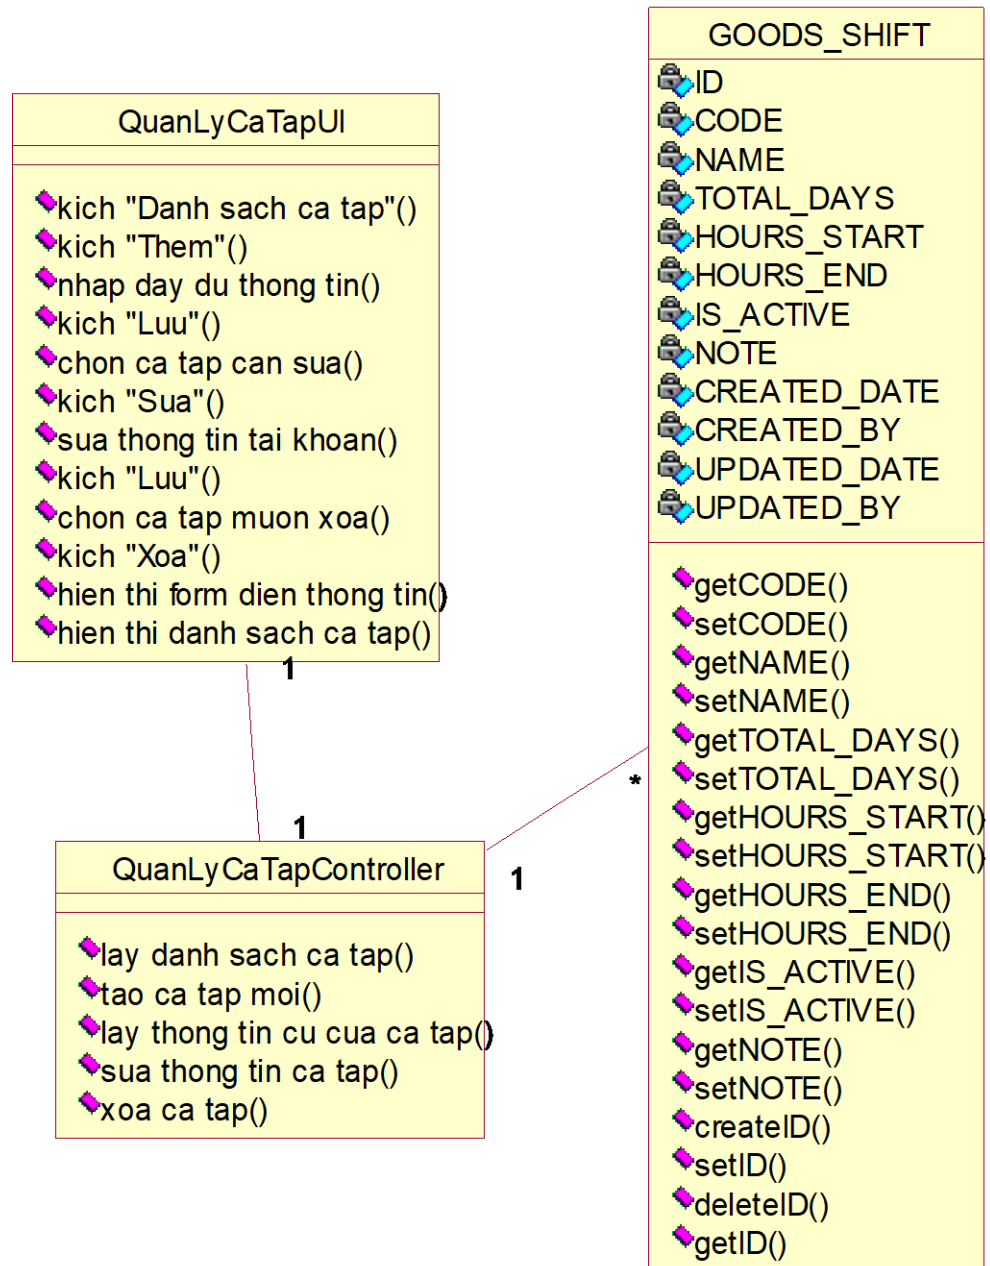 QuanLyCaTapUI
kich "Danh sach ca tap"()
kich "Them"()
nhap day du thong tin()
kich "Luu"()
chon ca tap can sua()
kich "Sua"()
sua thong tin tai khoan()
kich "Luu"()
chon ca tap muon xoa()
kich "Xoa"()
hien thi form dien thong tin()
hien thi danh sach ca tap()
1
1
QuanLyCaTapController
lay danh sach ca tap()
tao ca tap moi()
lay thong tin cu cua ca tap()
sua thong tin ca tap()
xoa ca tap()
1
*
GOODS_SHIFT
ID
CODE
NAME
TOTAL_DAYS
HOURS_START
HOURS_END
IS_ACTIVE
NOTE
CREATED_DATE
CREATED_BY
UPDATED_DATE
UPDATED_BY
getCODE()
setCODE()
getNAME()
setNAME()
getTOTAL_DAYS()
setTOTAL_DAYS()
getHOURS_START()
setHOURS_START()
getHOURS_END()
setHOURS_END()
getIS_ACTIVE()
setIS_ACTIVE()
getNOTE()
setNOTE()
createID()
setID()
deleteID()
getID()